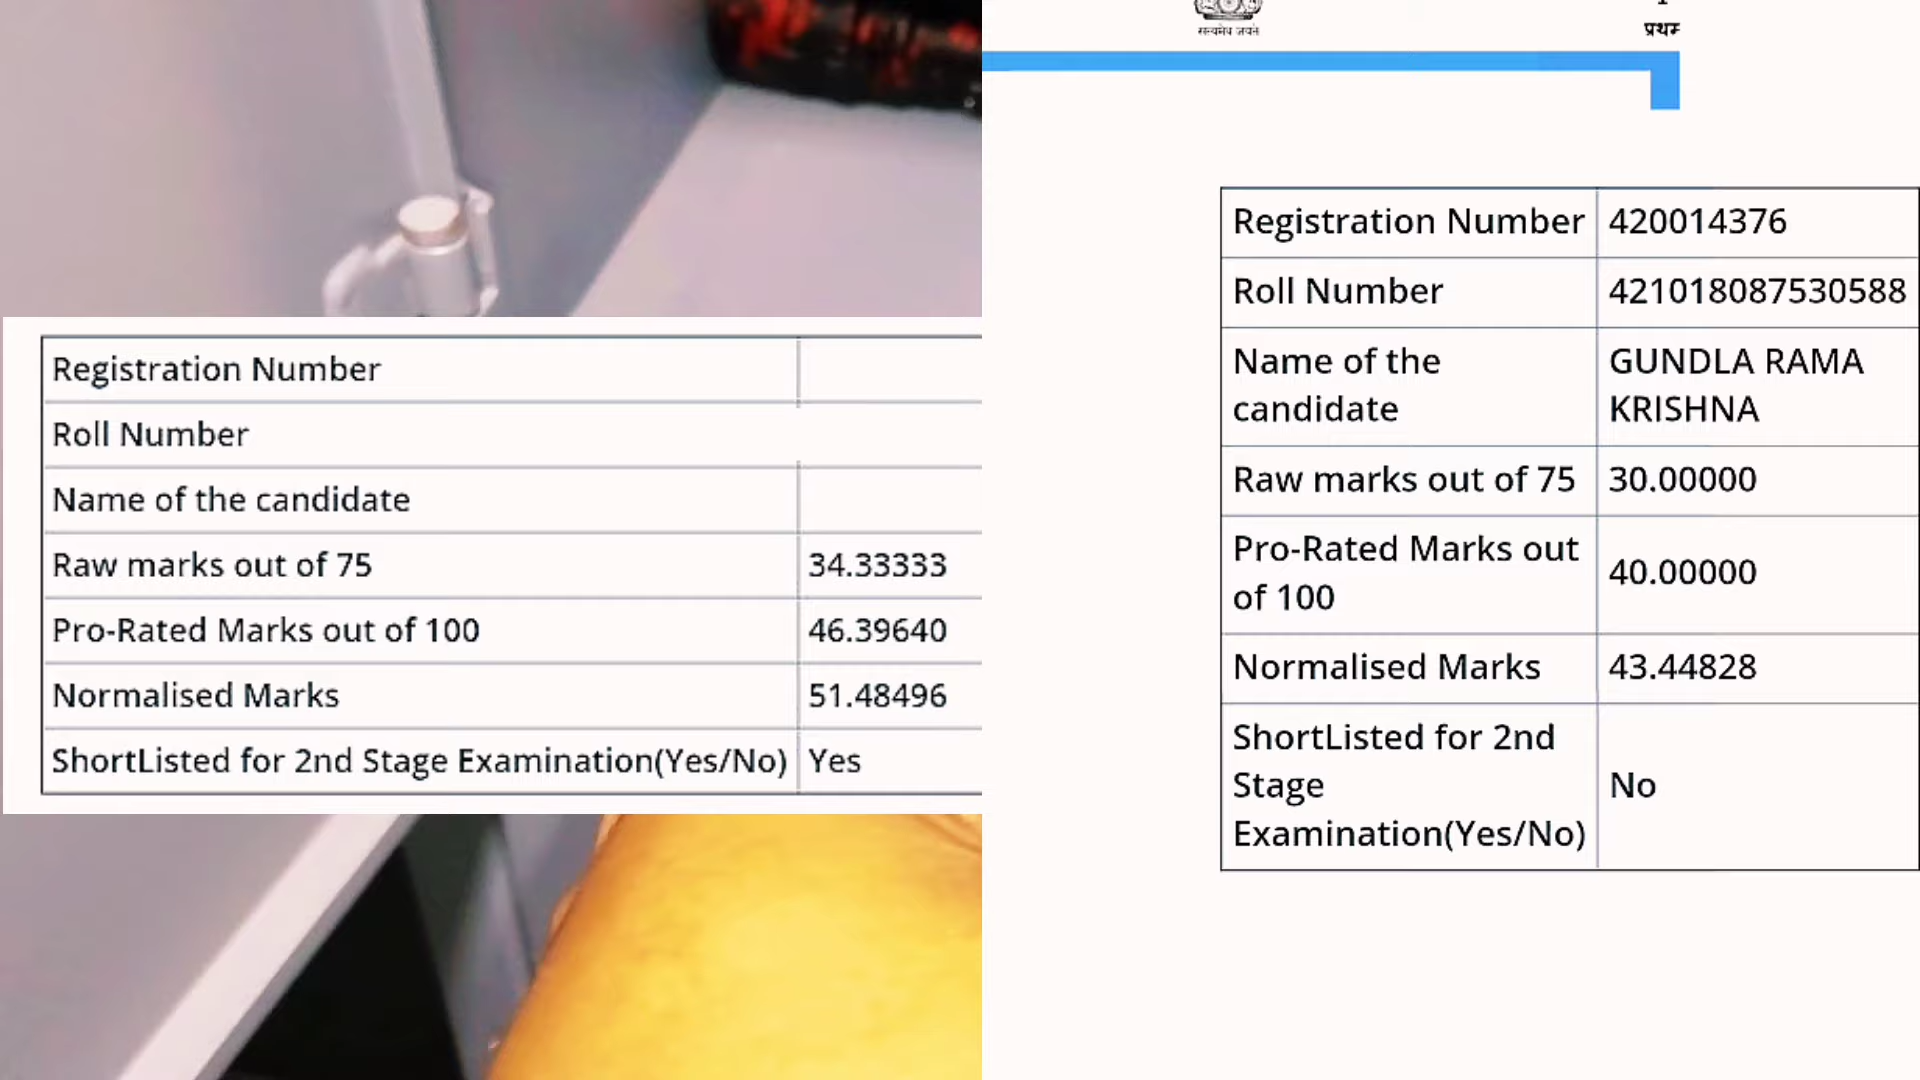 Registration Number
Roll Number
Name of the candidate
Raw marks out of 75 34.33333
Pro-Rated Marks out of 100 46.39640
Normalised Marks 51.48496
ShortListed for 2nd Stage Examination(Yes/No) Yes
सत्यमेव जयते
प्रथम
Registration Number 420014376
Roll Number 421018087530588
Name of the
candidate
GUNDLA RAMA
KRISHNA
Raw marks out of 75 30.00000
Pro-Rated Marks out
of 100
40.00000
Normalised Marks 43.44828
ShortListed for 2nd
Stage
Examination(Yes/No)
No